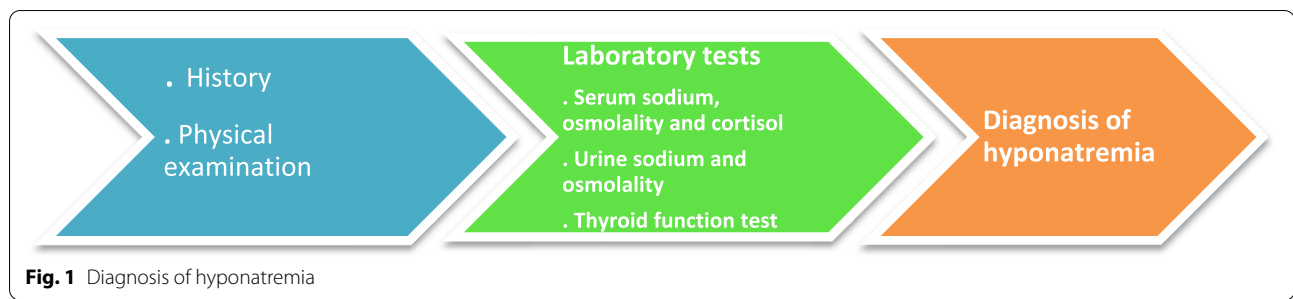 . History
. Physical
examination
Laboratory tests
. Serum sodium,
osmolality and cortisol
. Urine sodium and
osmolality
. Thyroid function test
Diagnosis of
hyponatremia
Fig. 1 Diagnosis of hyponatremia